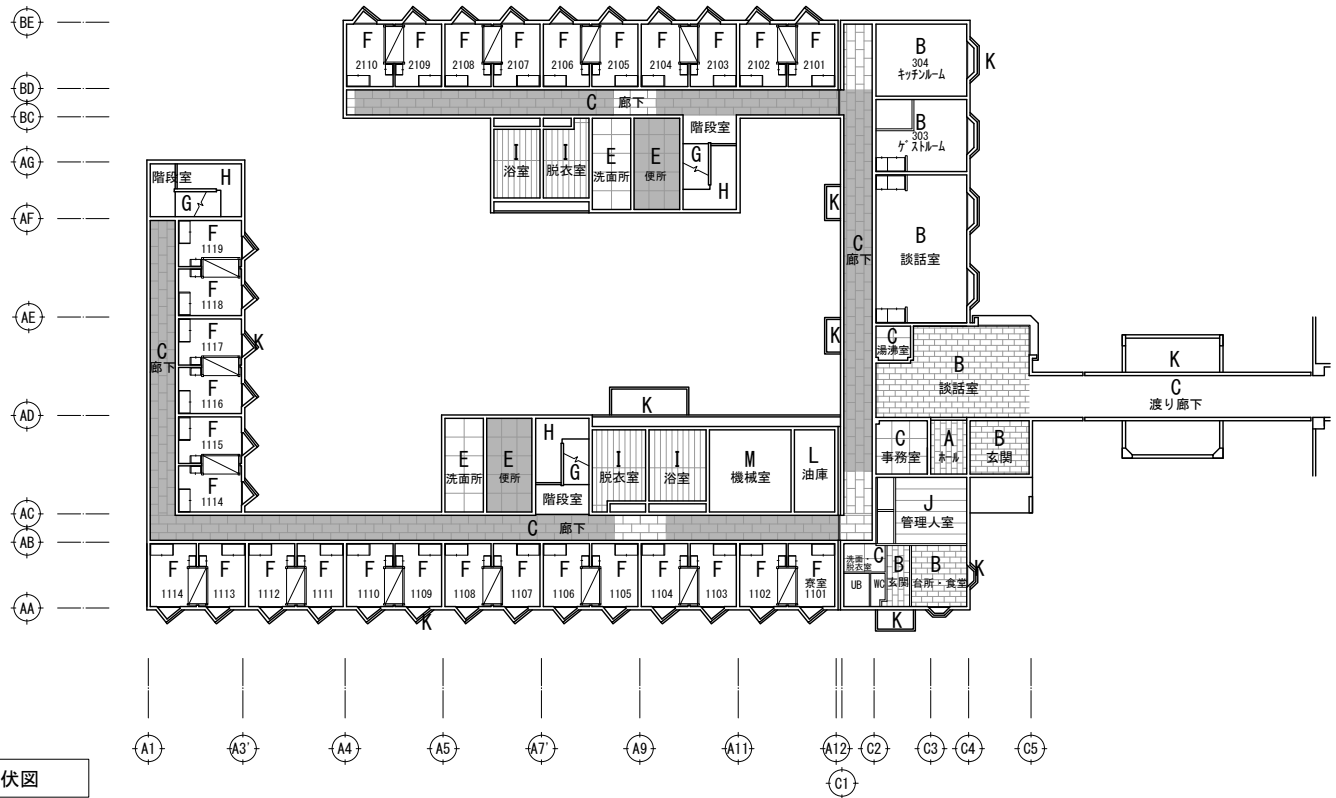 BE
BD
BC
AG
AF
AE
AD
AC
AB
AA
F F F F F F F F F F
2110 2109 2108 2107 2106 2105 2104 2103 2102 2101
C 廊下
B
304
キッチンルーム
K
B
303
ゲストルーム
I
浴室
I
脱衣室
E
洗面所
E
便所
階段室
G
H
階段室
H
G
K
C
廊下
B
談話室
K
F
1119
F
1118
F
1117
K
F
1116
F
1115
F
1114
C
廊下
C
湯沸室
B
談話室
K
C
渡り廊下
K
E
洗面所
E
便所
H
G
階段室
I
脱衣室
I
浴室
M
機械室
L
油庫
C
事務室
A
ホール
B
玄関
J
管理人室
C 廊下
F F F F F F F F F F F F F F
寮室
1114 1113 1112 1111 1110 1109 1108 1107 1106 1105 1104 1103 1102 1101
K
洗面・
脱衣室
C
UB
WC
B
玄関
B
台所・食堂
K
K
A1 A3' A4 A5 A7' A9 A11 A12 C2 C3 C4 C5
C1
伏図